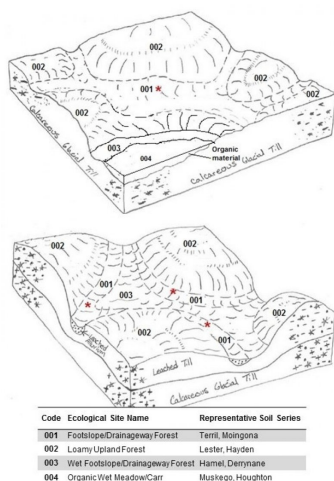 002
002
002
001
002
003
Organic material
004
002
Calcareous Glacial Till
Calcareous Glacial Till
002
002
001
003
002
001
002
001
Leached Till
Calcareous Glacial Till
Code Ecological Site Name Representative Soil Series
001 Footslope/Drainageway Forest Terril, Moingona
002 Loamy Upland Forest Lester, Hayden
003 Wet Footslope/Drainageway Forest Hamel, Derrynane
004 Organic Wet Meadow/Carr Muskego, Houghton